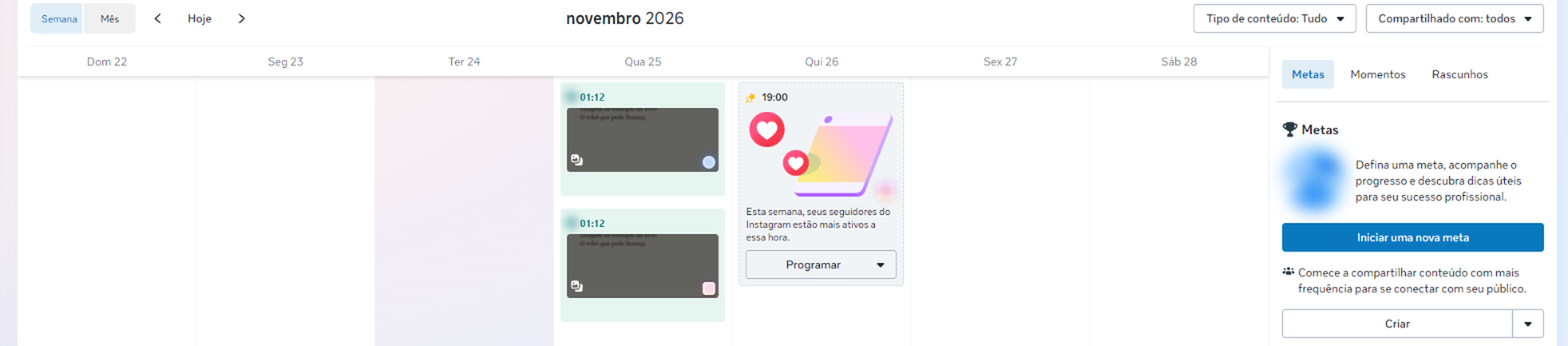 Semana Mês Hoje novembro 2026 Tipo de conteúdo: Tudo Compartilhado com: todos
Dom 22 Seg 23 Ter 24 Qua 25 Qui 26 Sex 27 Sáb 28
01:12
01:12
19:00
Esta semana, seus seguidores do
Instagram estão mais ativos a
essa hora.
Programar
Metas Momentos Rascunhos
Metas
Defina uma meta, acompanhe o
progresso e descubra dicas úteis
para seu sucesso profissional.
Iniciar uma nova meta
Comece a compartilhar conteúdo com mais
frequência para se conectar com seu público.
Criar